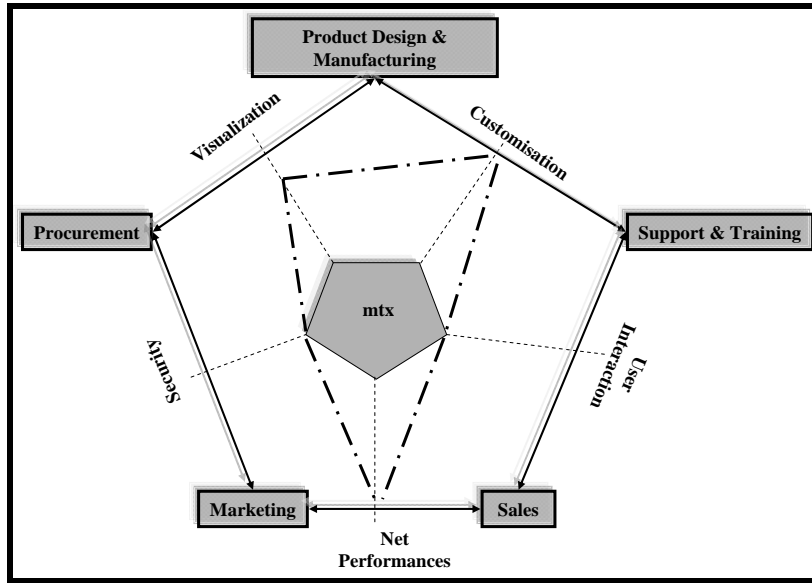 Product Design &
Manufacturing
Visualization
Customisation
Procurement
Support & Training
mtx
Security
User
Interaction
Marketing
Sales
Net
Performances